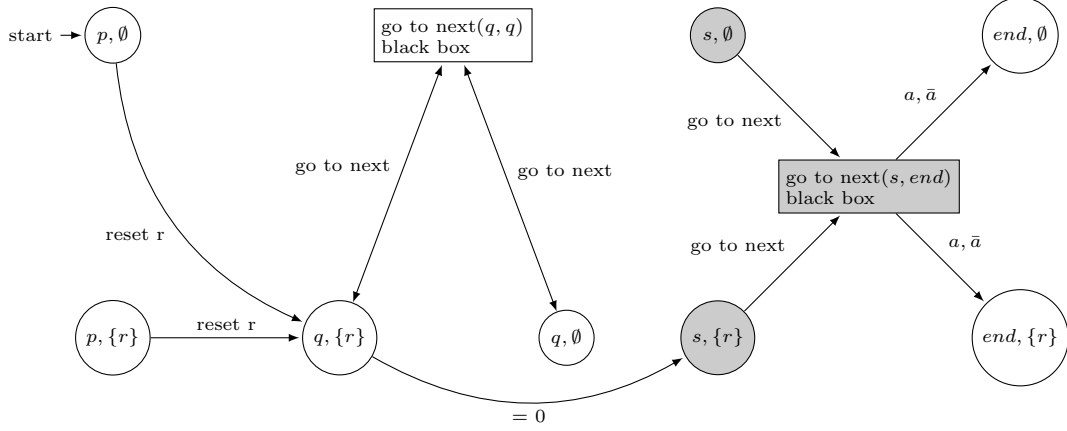 start
p, ∅
go to next(q, q)
black box
s, ∅
end, ∅
a, ā
go to next
go to next
go to next
go to next(s, end)
black box
reset r
go to next
a, ā
p, {r}
reset r
q, {r}
q, ∅
s, {r}
end, {r}
= 0